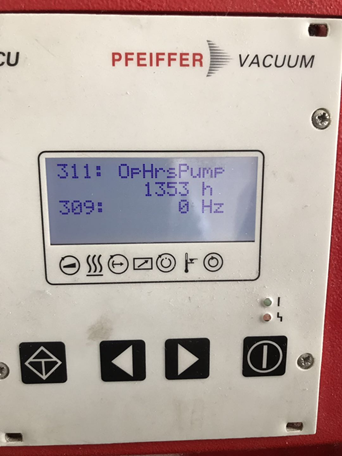 CU
PFEIFFER VACUUM
311: OpHrsPump
1353 h
309: 0 Hz